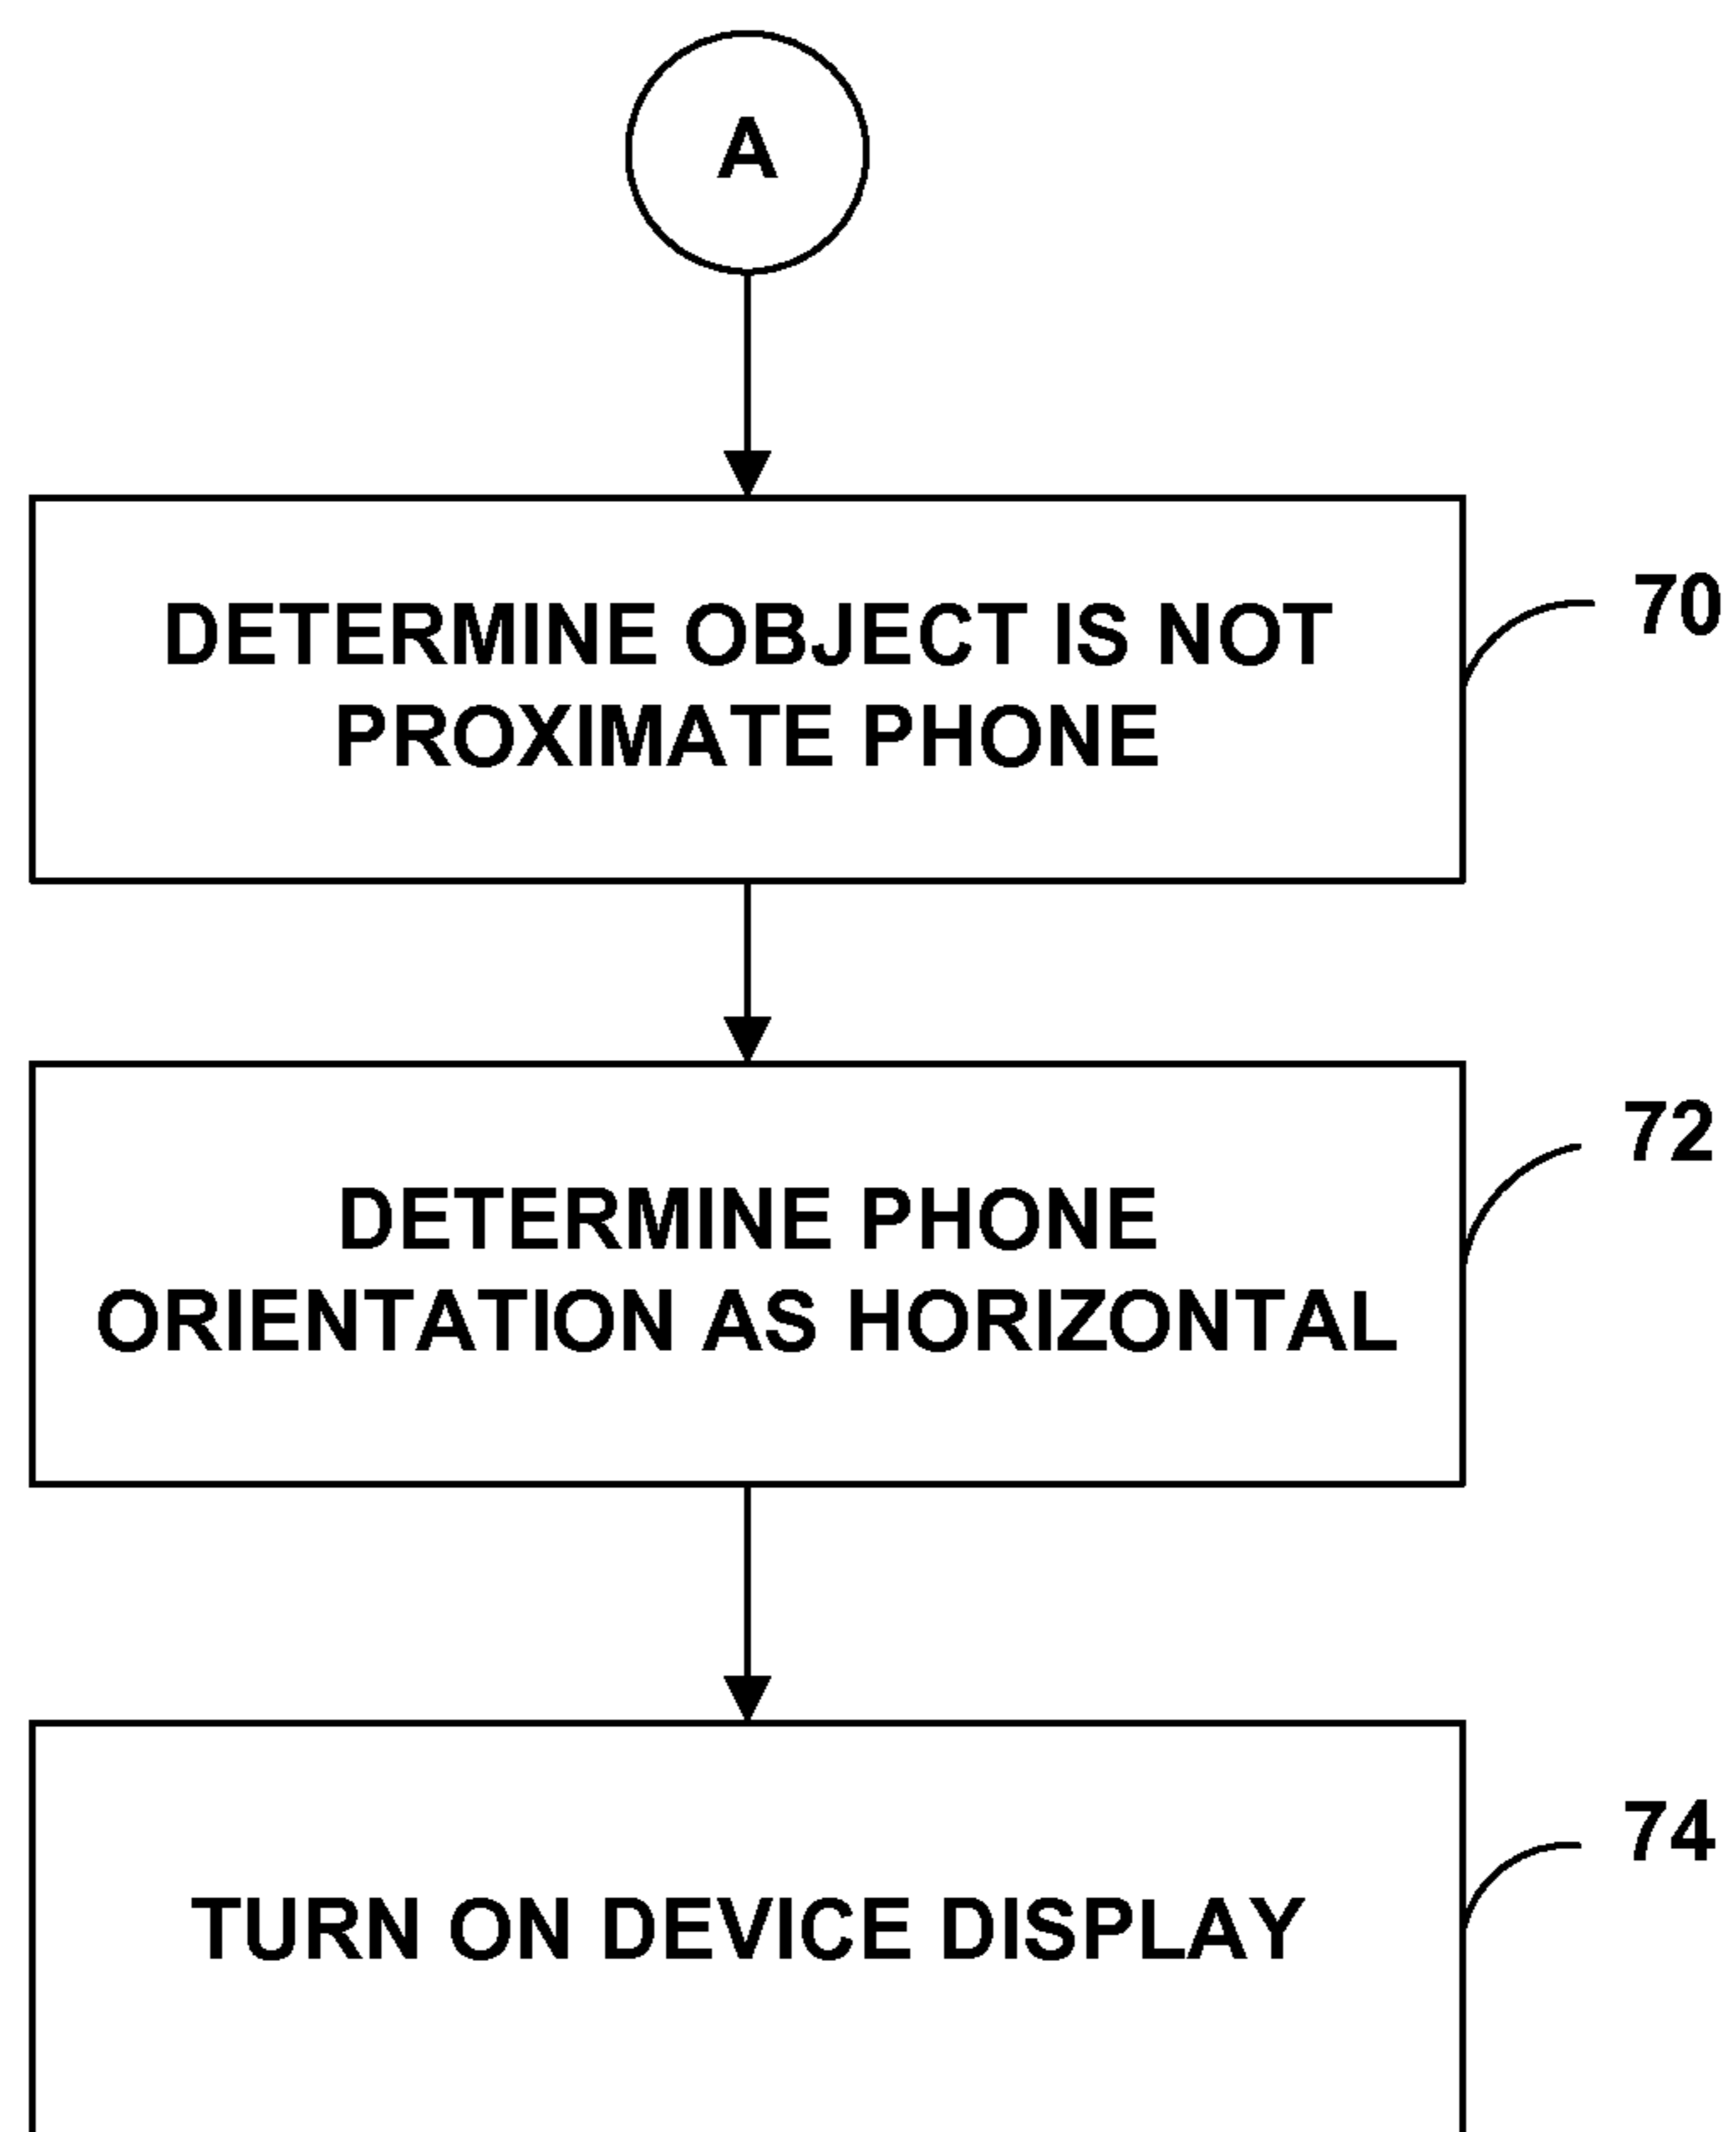 A
DETERMINE OBJECT IS NOT
PROXIMATE PHONE
70
DETERMINE PHONE
ORIENTATION AS HORIZONTAL
72
TURN ON DEVICE DISPLAY
74